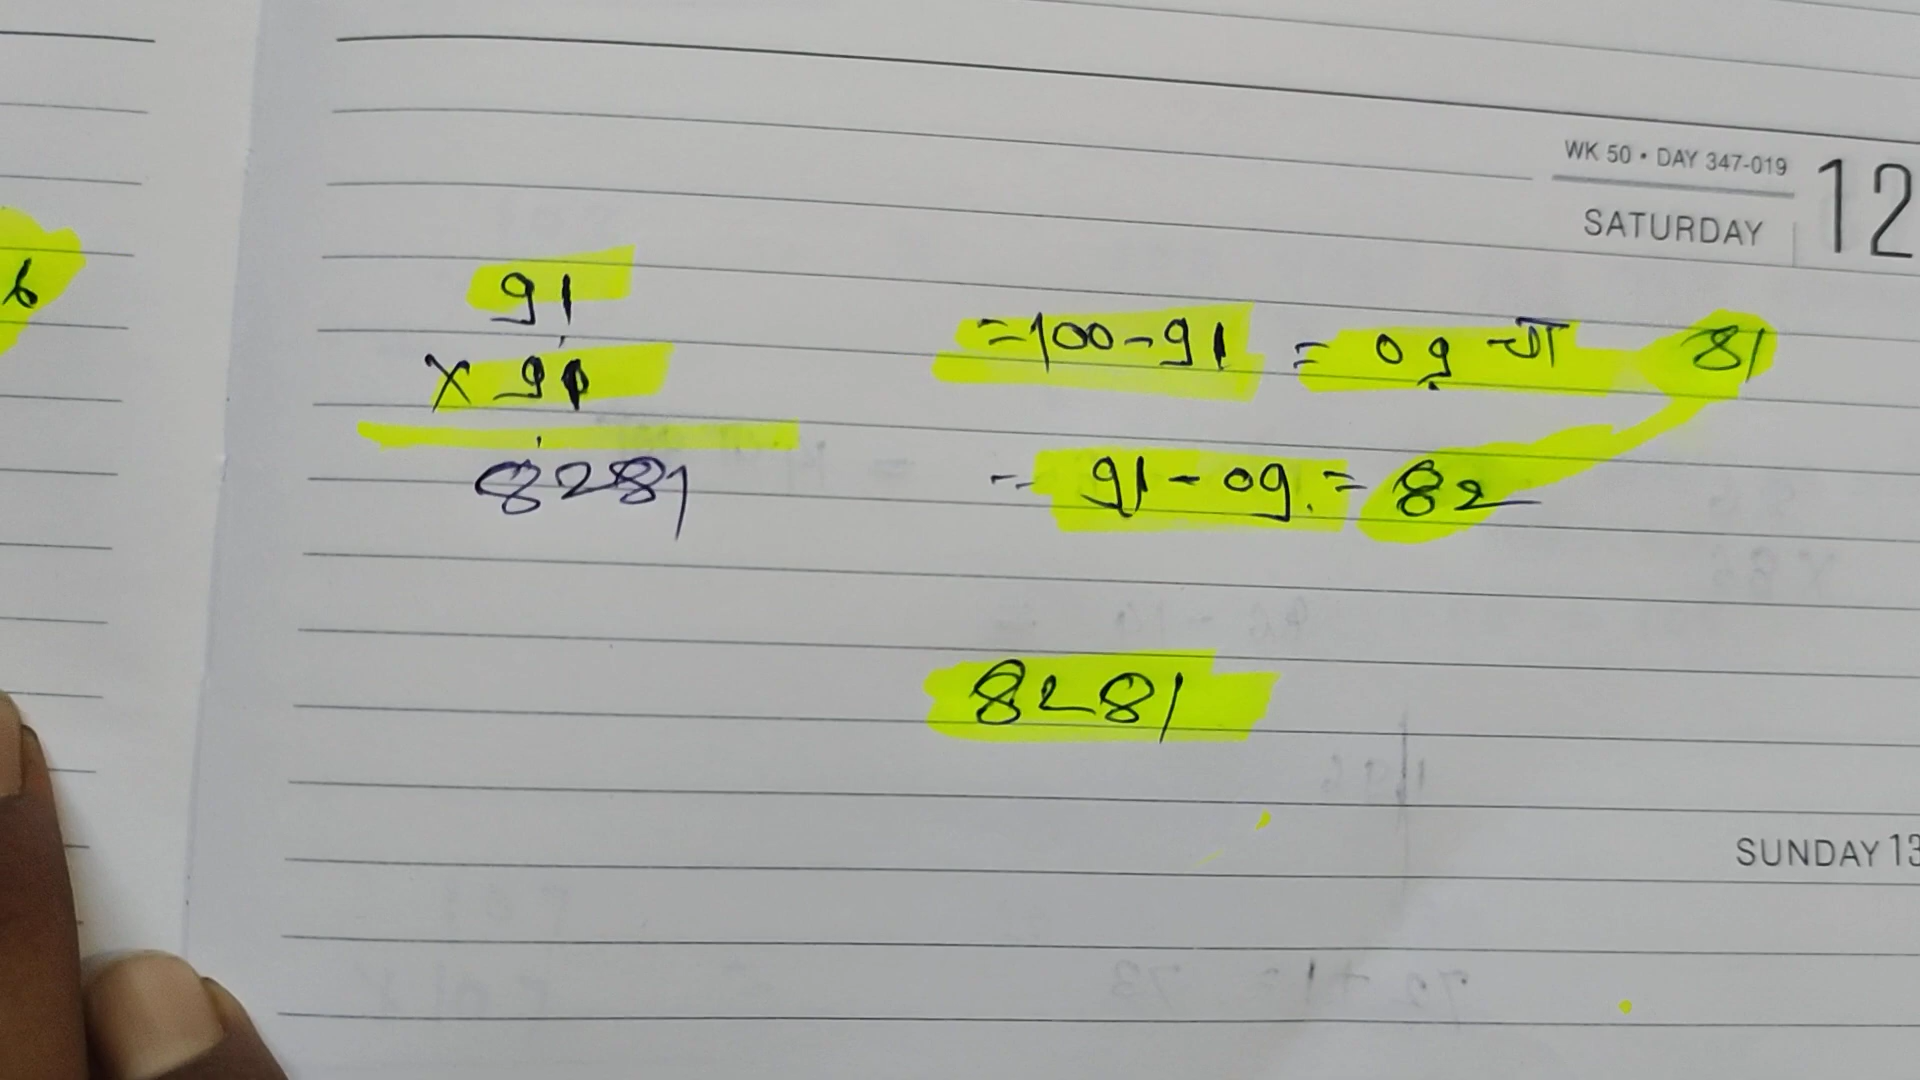 WK 50 • DAY 347-019
SATURDAY 12
6
91
× 91
8281
=100-91 = 09 चा 81
= 91-09.= 82
8281
SUNDAY 13